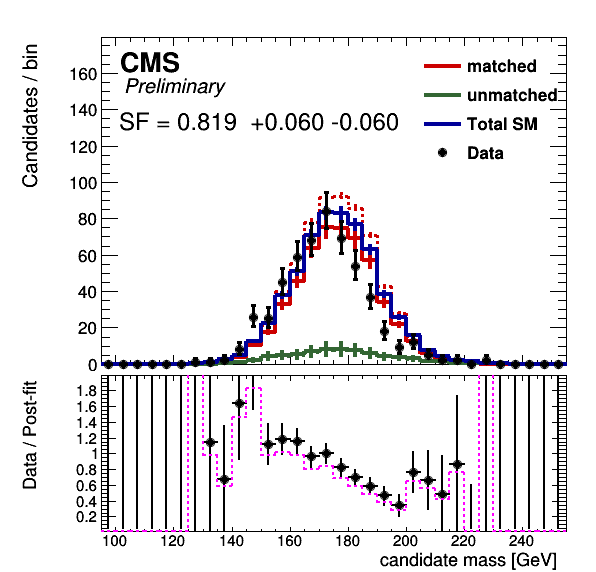 CMS
Preliminary
SF = 0.819 +0.060 -0.060
matched
unmatched
Total SM
Data
Candidates / bin
160
140
120
100
80
60
40
20
0
Data / Post-fit
1.8
1.6
1.4
1.2
1
0.8
0.6
0.4
0.2
100 120 140 160 180 200 220 240
candidate mass [GeV]